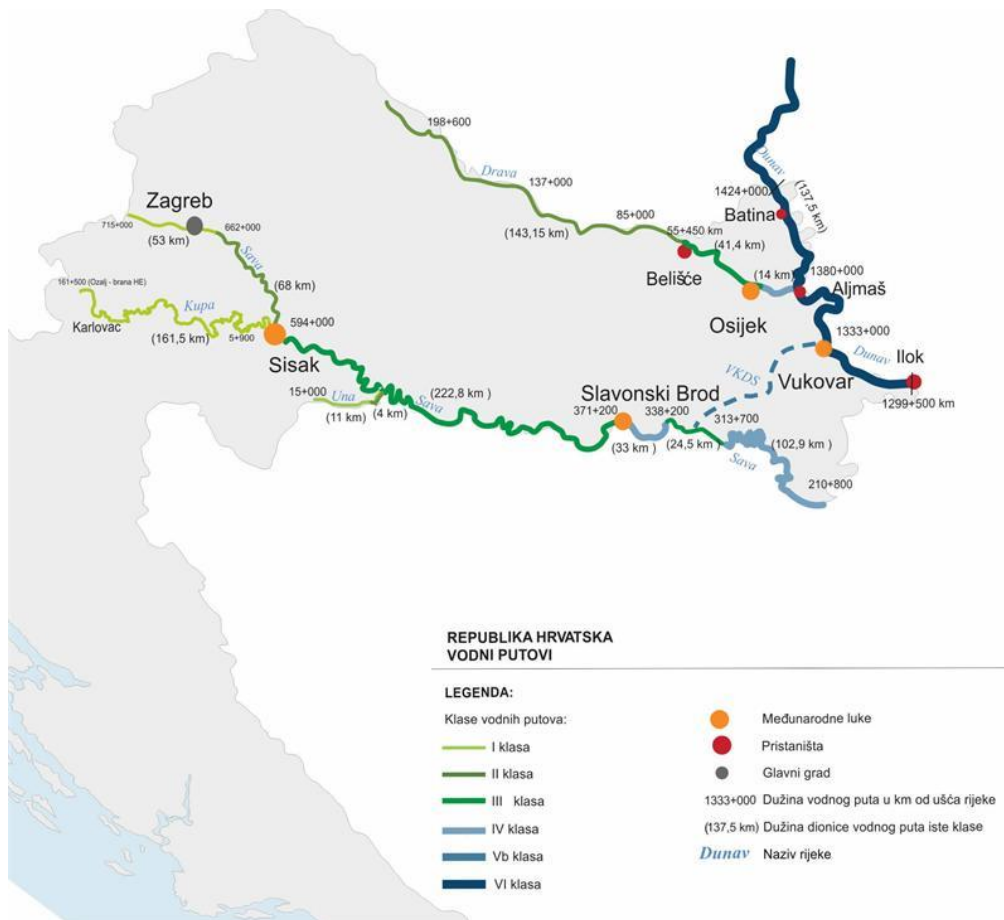 198+600
Drava
137+000
Dunav
1424+000
(137,5 km)
Batina
Zagreb
715+000
(53 km)
662+000
Sava
(68 km)
85+000
(143,15 km)
55+450 km
(41,4 km)
Belišće
(14 km)
1380+000
Aljmaš
Osijek
161+500 (Ozalj - brana HE)
Karlovac
Kupa
(161,5 km)
5+900
594+000
Sisak
1333+000
Dunav
Ilok
VKDS
Vukovar
1299+500 km
15+000
Una
(11 km)
(4 km)
Sava
(222,8 km)
Slavonski Brod
371+200
338+200
313+700
(33 km)
(24,5 km)
Sava
(102,9 km)
210+800
REPUBLIKA HRVATSKA
VODNI PUTOVI
LEGENDA:
Klase vodnih putova:
I klasa
II klasa
III klasa
IV klasa
Vb klasa
VI klasa
Međunarodne luke
Pristaništa
Glavni grad
1333+000 Dužina vodnog puta u km od ušća rijeke
(137,5 km) Dužina dionice vodnog puta iste klase
Dunav Naziv rijeke